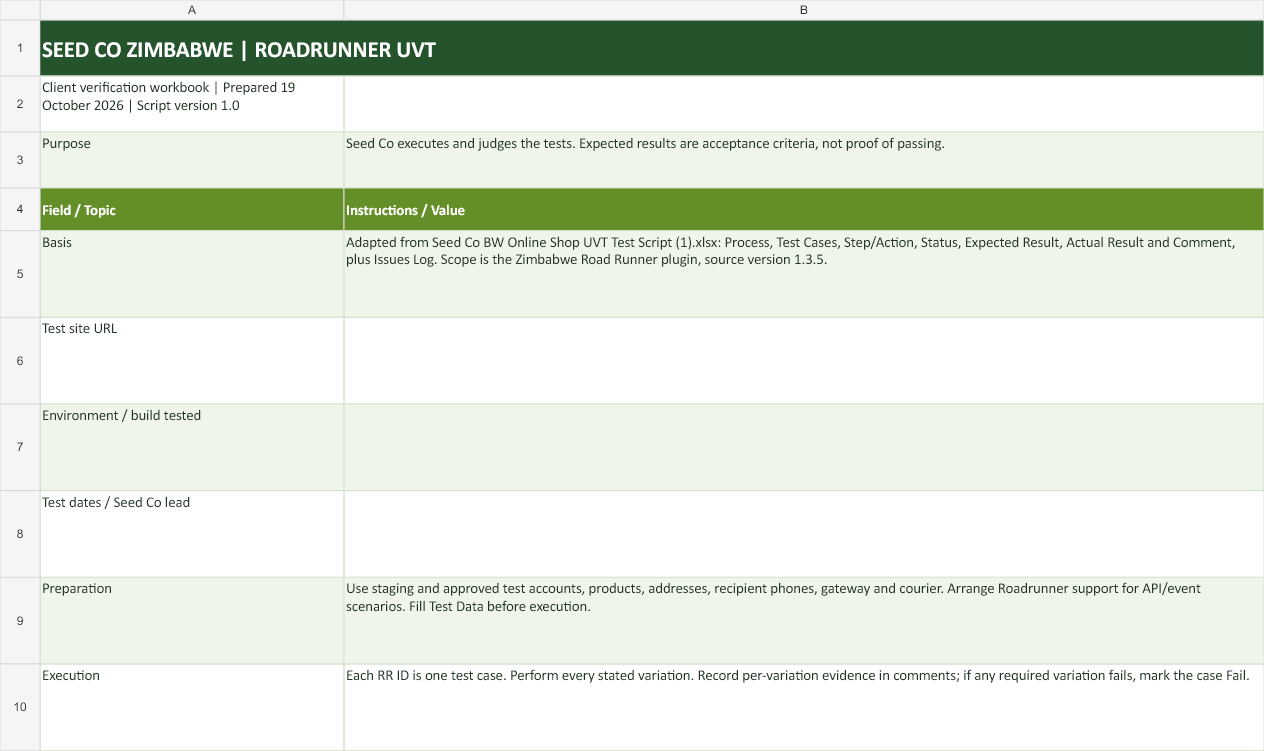 A B
1 SEED CO ZIMBABWE | ROADRUNNER UVT
2 Client verification workbook | Prepared 19
October 2026 | Script version 1.0
3 Purpose Seed Co executes and judges the tests. Expected results are acceptance criteria, not proof of passing.
4 Field / Topic Instructions / Value
5 Basis Adapted from Seed Co BW Online Shop UVT Test Script (1).xlsx: Process, Test Cases, Step/Action, Status, Expected Result, Actual Result and Comment,
plus Issues Log. Scope is the Zimbabwe Road Runner plugin, source version 1.3.5.
6 Test site URL
7 Environment / build tested
8 Test dates / Seed Co lead
9 Preparation Use staging and approved test accounts, products, addresses, recipient phones, gateway and courier. Arrange Roadrunner support for API/event
scenarios. Fill Test Data before execution.
10 Execution Each RR ID is one test case. Perform every stated variation. Record per-variation evidence in comments; if any required variation fails, mark the case Fail.